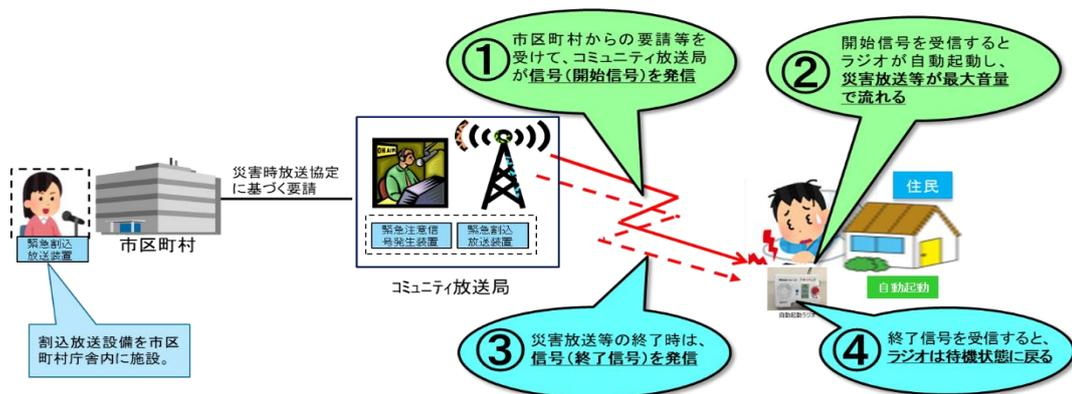 ①
市区町村からの要請等を
受けて、コミュニティ放送局
が信号（開始信号）を発信
②
開始信号を受信すると
ラジオが自動起動し、
災害放送等が最大音量
で流れる
災害時放送協定
に基づく要請
ON AIR
住民
緊急割込
放送装置
市区町村
緊急注意信
号発生装置
緊急割込
放送装置
コミュニティ放送局
自動起動
自動起動ラジオ
割込放送設備を市区
町村庁舎内に施設。
③
災害放送等の終了時は、
信号（終了信号）を発信
④
終了信号を受信すると、
ラジオは待機状態に戻る